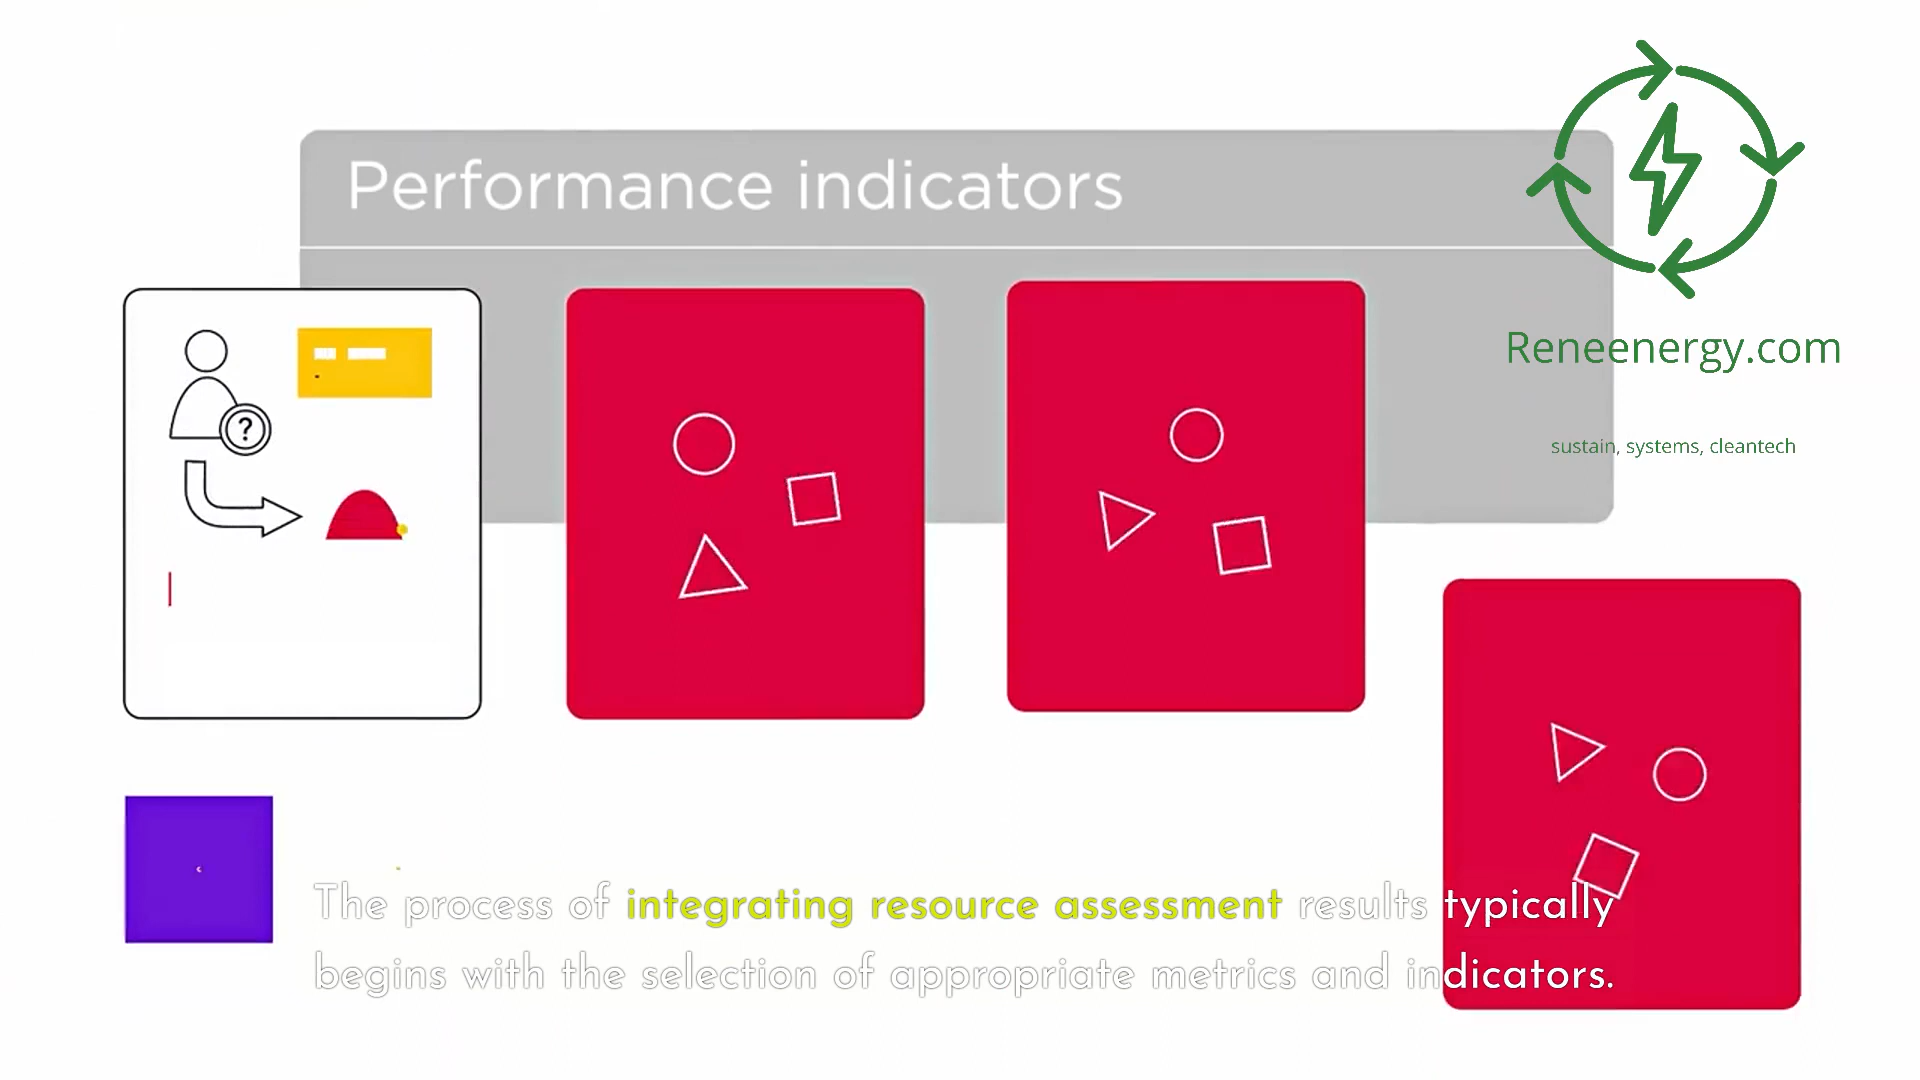 Performance indicators
Reneenergy.com
?
sustain, systems, cleantech
The process of integrating resource assessment results typically
begins with the selection of appropriate metrics and indicators.